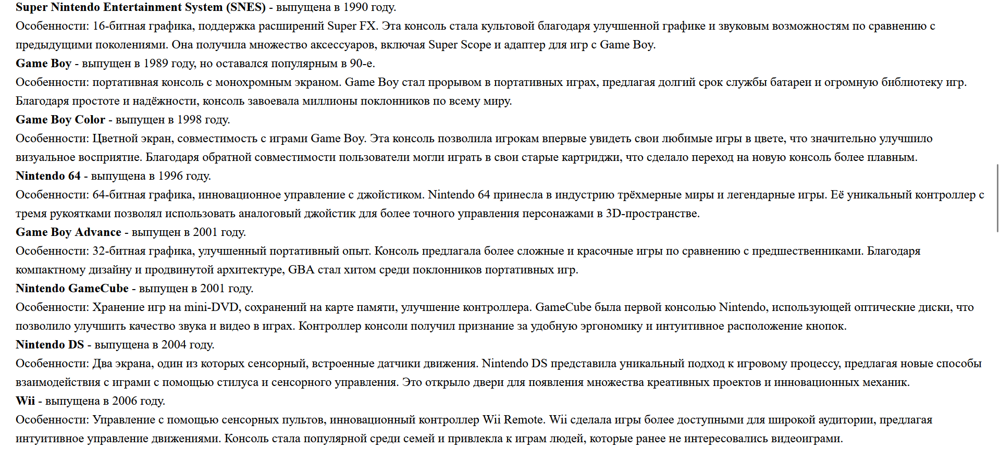 Super Nintendo Entertainment System (SNES) - выпущена в 1990 году.
Особенности: 16-битная графика, поддержка расширений Super FX. Эта консоль стала культовой благодаря улучшенной графике и звуковым возможностям по сравнению с
предыдущими поколениями. Она получила множество аксессуаров, включая Super Scope и адаптер для игр с Game Boy.
Game Boy - выпущен в 1989 году, но оставался популярным в 90-е.
Особенности: портативная консоль с монохромным экраном. Game Boy стал прорывом в портативных играх, предлагая долгий срок службы батареи и огромную библиотеку игр.
Благодаря простоте и надёжности, консоль завоевала миллионы поклонников по всему миру.
Game Boy Color - выпущен в 1998 году.
Особенности: Цветной экран, совместимость с играми Game Boy. Эта консоль позволила игрокам впервые увидеть свои любимые игры в цвете, что значительно улучшило
визуальное восприятие. Благодаря обратной совместимости пользователи могли играть в свои старые картриджи, что сделало переход на новую консоль более плавным.
Nintendo 64 - выпущена в 1996 году.
Особенности: 64-битная графика, инновационное управление с джойстиком. Nintendo 64 принесла в индустрию трёхмерные миры и легендарные игры. Её уникальный контроллер с
тремя рукоятками позволял использовать аналоговый джойстик для более точного управления персонажами в 3D-пространстве.
Game Boy Advance - выпущен в 2001 году.
Особенности: 32-битная графика, улучшенный портативный опыт. Консоль предлагала более сложные и красочные игры по сравнению с предшественниками. Благодаря
компактному дизайну и продвинутой архитектуре, GBA стал хитом среди поклонников портативных игр.
Nintendo GameCube - выпущен в 2001 году.
Особенности: Хранение игр на mini-DVD, сохранений на карте памяти, улучшение контроллера. GameCube была первой консолью Nintendo, использующей оптические диски, что
позволило улучшить качество звука и видео в играх. Контроллер консоли получил признание за удобную эргономику и интуитивное расположение кнопок.
Nintendo DS - выпущена в 2004 году.
Особенности: Два экрана, один из которых сенсорный, встроенные датчики движения. Nintendo DS представила уникальный подход к игровому процессу, предлагая новые способы
взаимодействия с играми с помощью стилуса и сенсорного управления. Это открыло двери для появления множества креативных проектов и инновационных механик.
Wii - выпущена в 2006 году.
Особенности: Управление с помощью сенсорных пультов, инновационный контроллер Wii Remote. Wii сделала игры более доступными для широкой аудитории, предлагая
интуитивное управление движениями. Консоль стала популярной среди семей и привлекла к играм людей, которые ранее не интересовались видеоиграми.